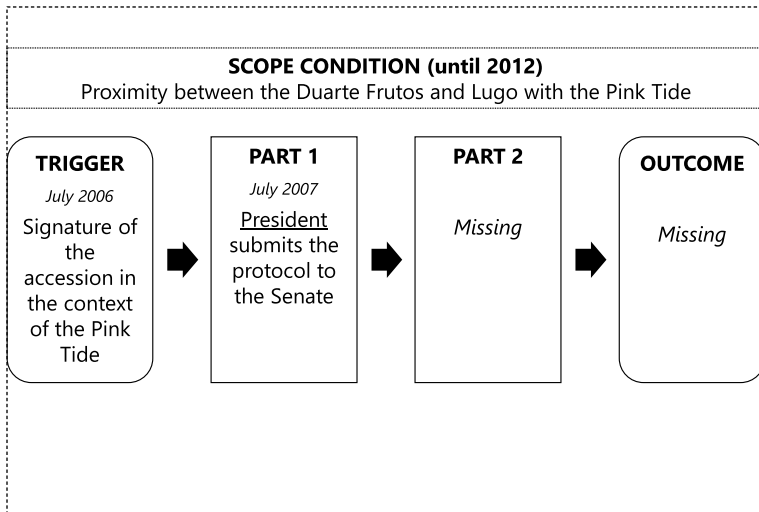 SCOPE CONDITION (until 2012)
Proximity between the Duarte Frutos and Lugo with the Pink Tide
TRIGGER
July 2006
Signature of
the
accession in
the context
of the Pink
Tide
PART 1
July 2007
President
submits the
protocol to
the Senate
PART 2
Missing
OUTCOME
Missing